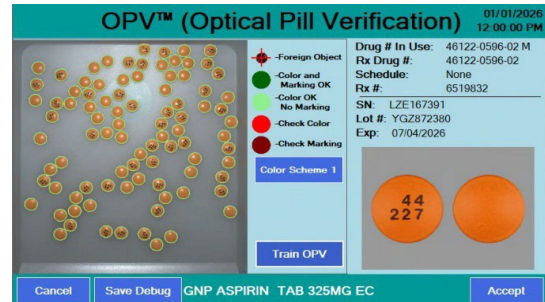 OPV™ (Optical Pill Verification)
01/01/2026
12:00:00 PM
-Foreign Object
-Color and
Marking OK
-Color OK
No Marking
-Check Color
-Check Marking
Color Scheme 1
Train OPV
Drug # In Use: 46122-0596-02 M
Rx Drug #: 46122-0596-02
Schedule: None
Rx #: 6519832
SN: LZE167391
Lot #: YGZ872380
Exp: 07/04/2026
44
227
Cancel
Save Debug
GNP ASPIRIN TAB 325MG EC
Accept